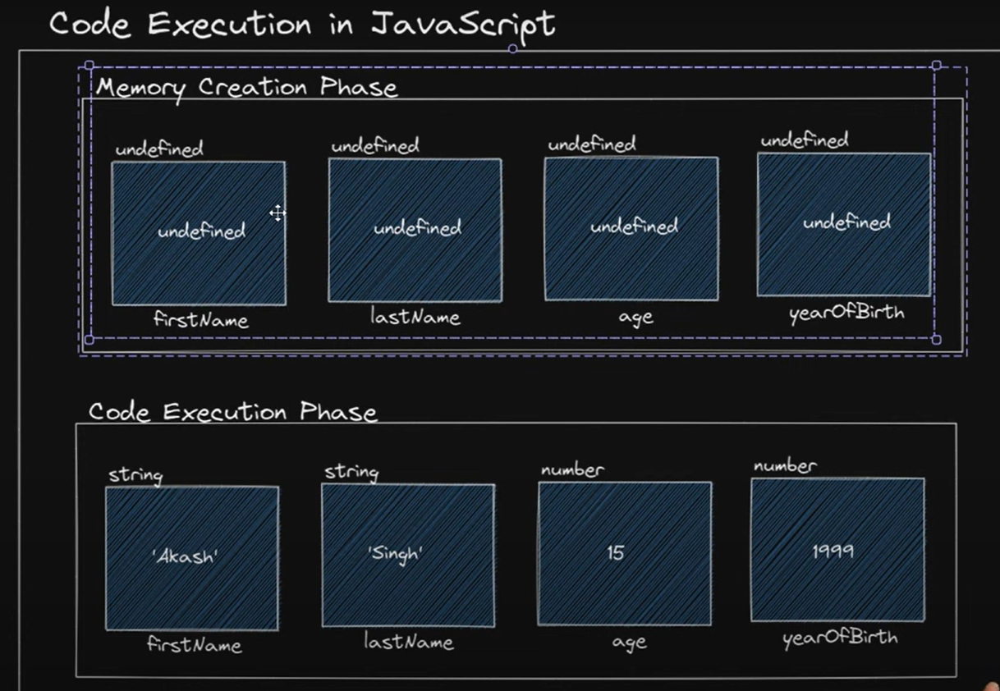 Code Execution in JavaScript
Memory Creation Phase
undefined undefined undefined undefined
undefined undefined undefined undefined
firstName lastName age yearOfBirth
Code Execution Phase
string string number number
'Akash' 'Singh' 15 1999
firstName lastName age yearOfBirth